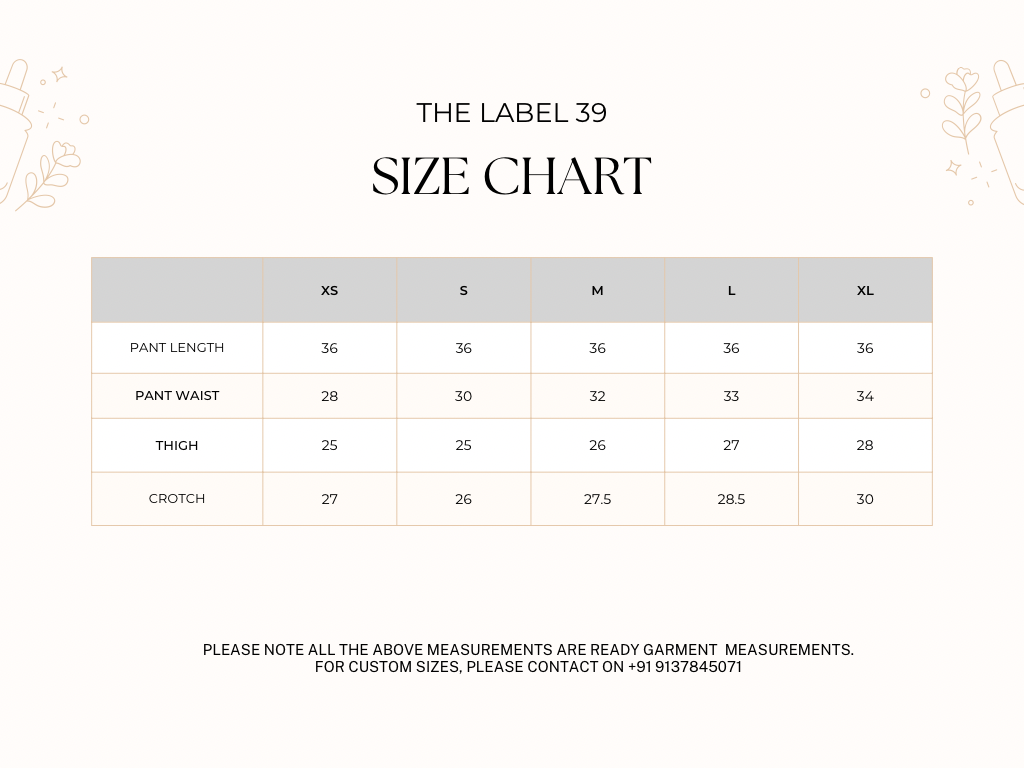 THE LABEL 39
SIZE CHART
XS S M L XL
PANT LENGTH 36 36 36 36 36
PANT WAIST 28 30 32 33 34
THIGH 25 25 26 27 28
CROTCH 27 26 27.5 28.5 30
PLEASE NOTE ALL THE ABOVE MEASUREMENTS ARE READY GARMENT MEASUREMENTS.
FOR CUSTOM SIZES, PLEASE CONTACT ON +91 9137845071